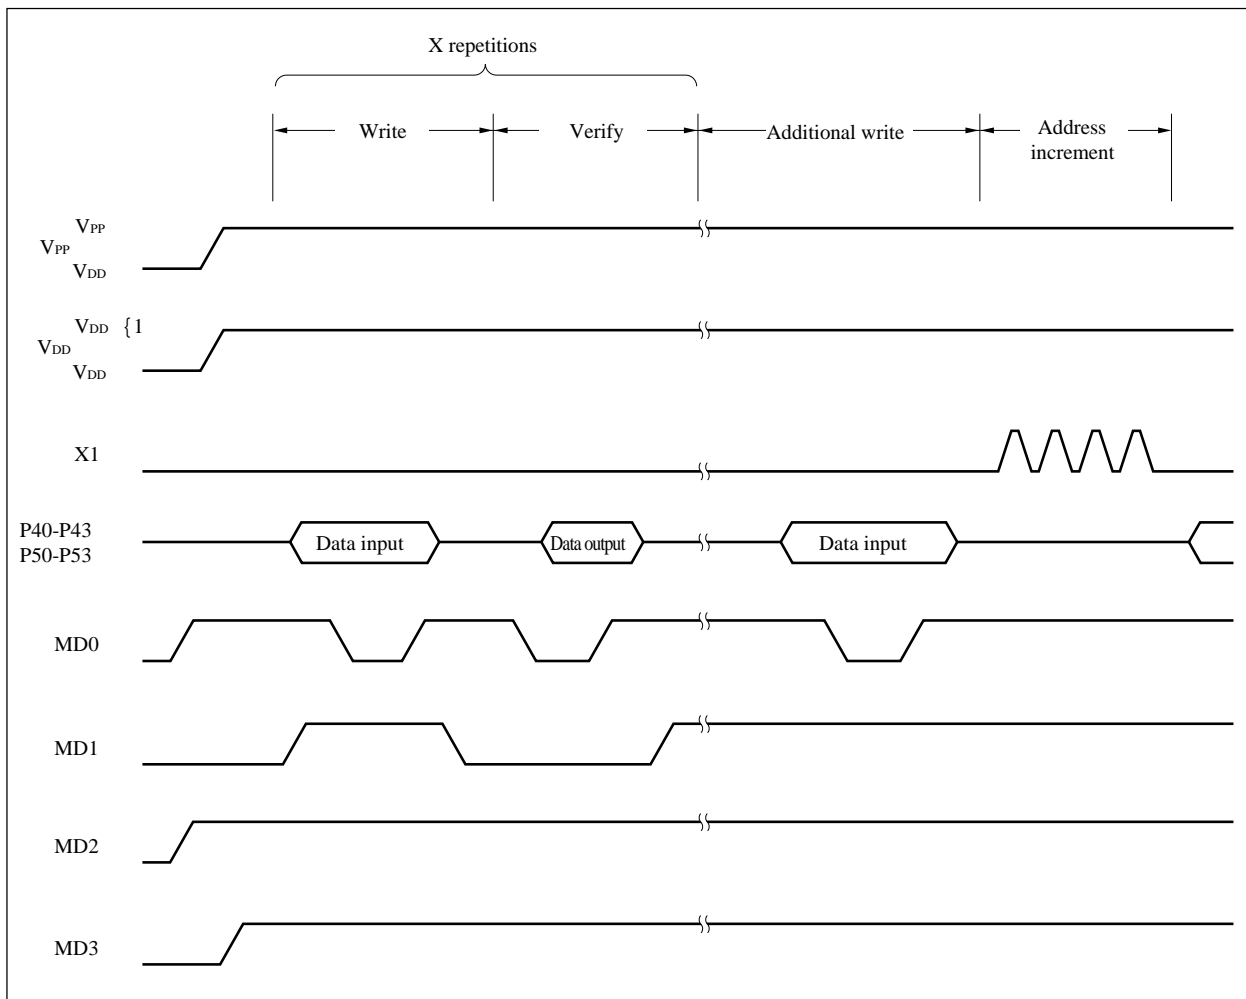 X repetitions
Write
Verify
Additional write
Address
increment
VPP
VPP
VDD
VDD {1
VDD
VDD
X1
P40-P43
P50-P53
Data input
Data output
Data input
MD0
MD1
MD2
MD3